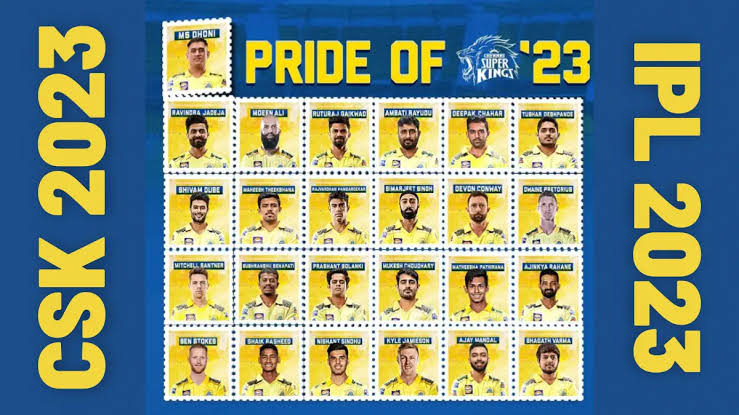 CSK 2023
MS DHONI
PRIDE OF CHENNAI SUPER KINGS '23
RAVINDRA JADEJA
MOEEN ALI
RUTURAJ GAIKWAD
AMBATI RAYUDU
DEEPAK CHAHAR
TUSHAR DESHPANDE
SHIVAM DUBE
MAHEESH THEEKSHANA
RAJVARDHAN HANGARGEKAR
SIMARJEET SINGH
DEVON CONWAY
DWAINE PRETORIUS
MITCHELL SANTNER
SUBHRANSHU SENAPATI
PRASHANT SOLANKI
MUKESH CHOUDHARY
MATHEESHA PATHIRANA
AJINKYA RAHANE
BEN STOKES
SHAIK RASHEED
NISHANT SINDHU
KYLE JAMIESON
AJAY MANDAL
BHAGATH VARMA
IPL 2023